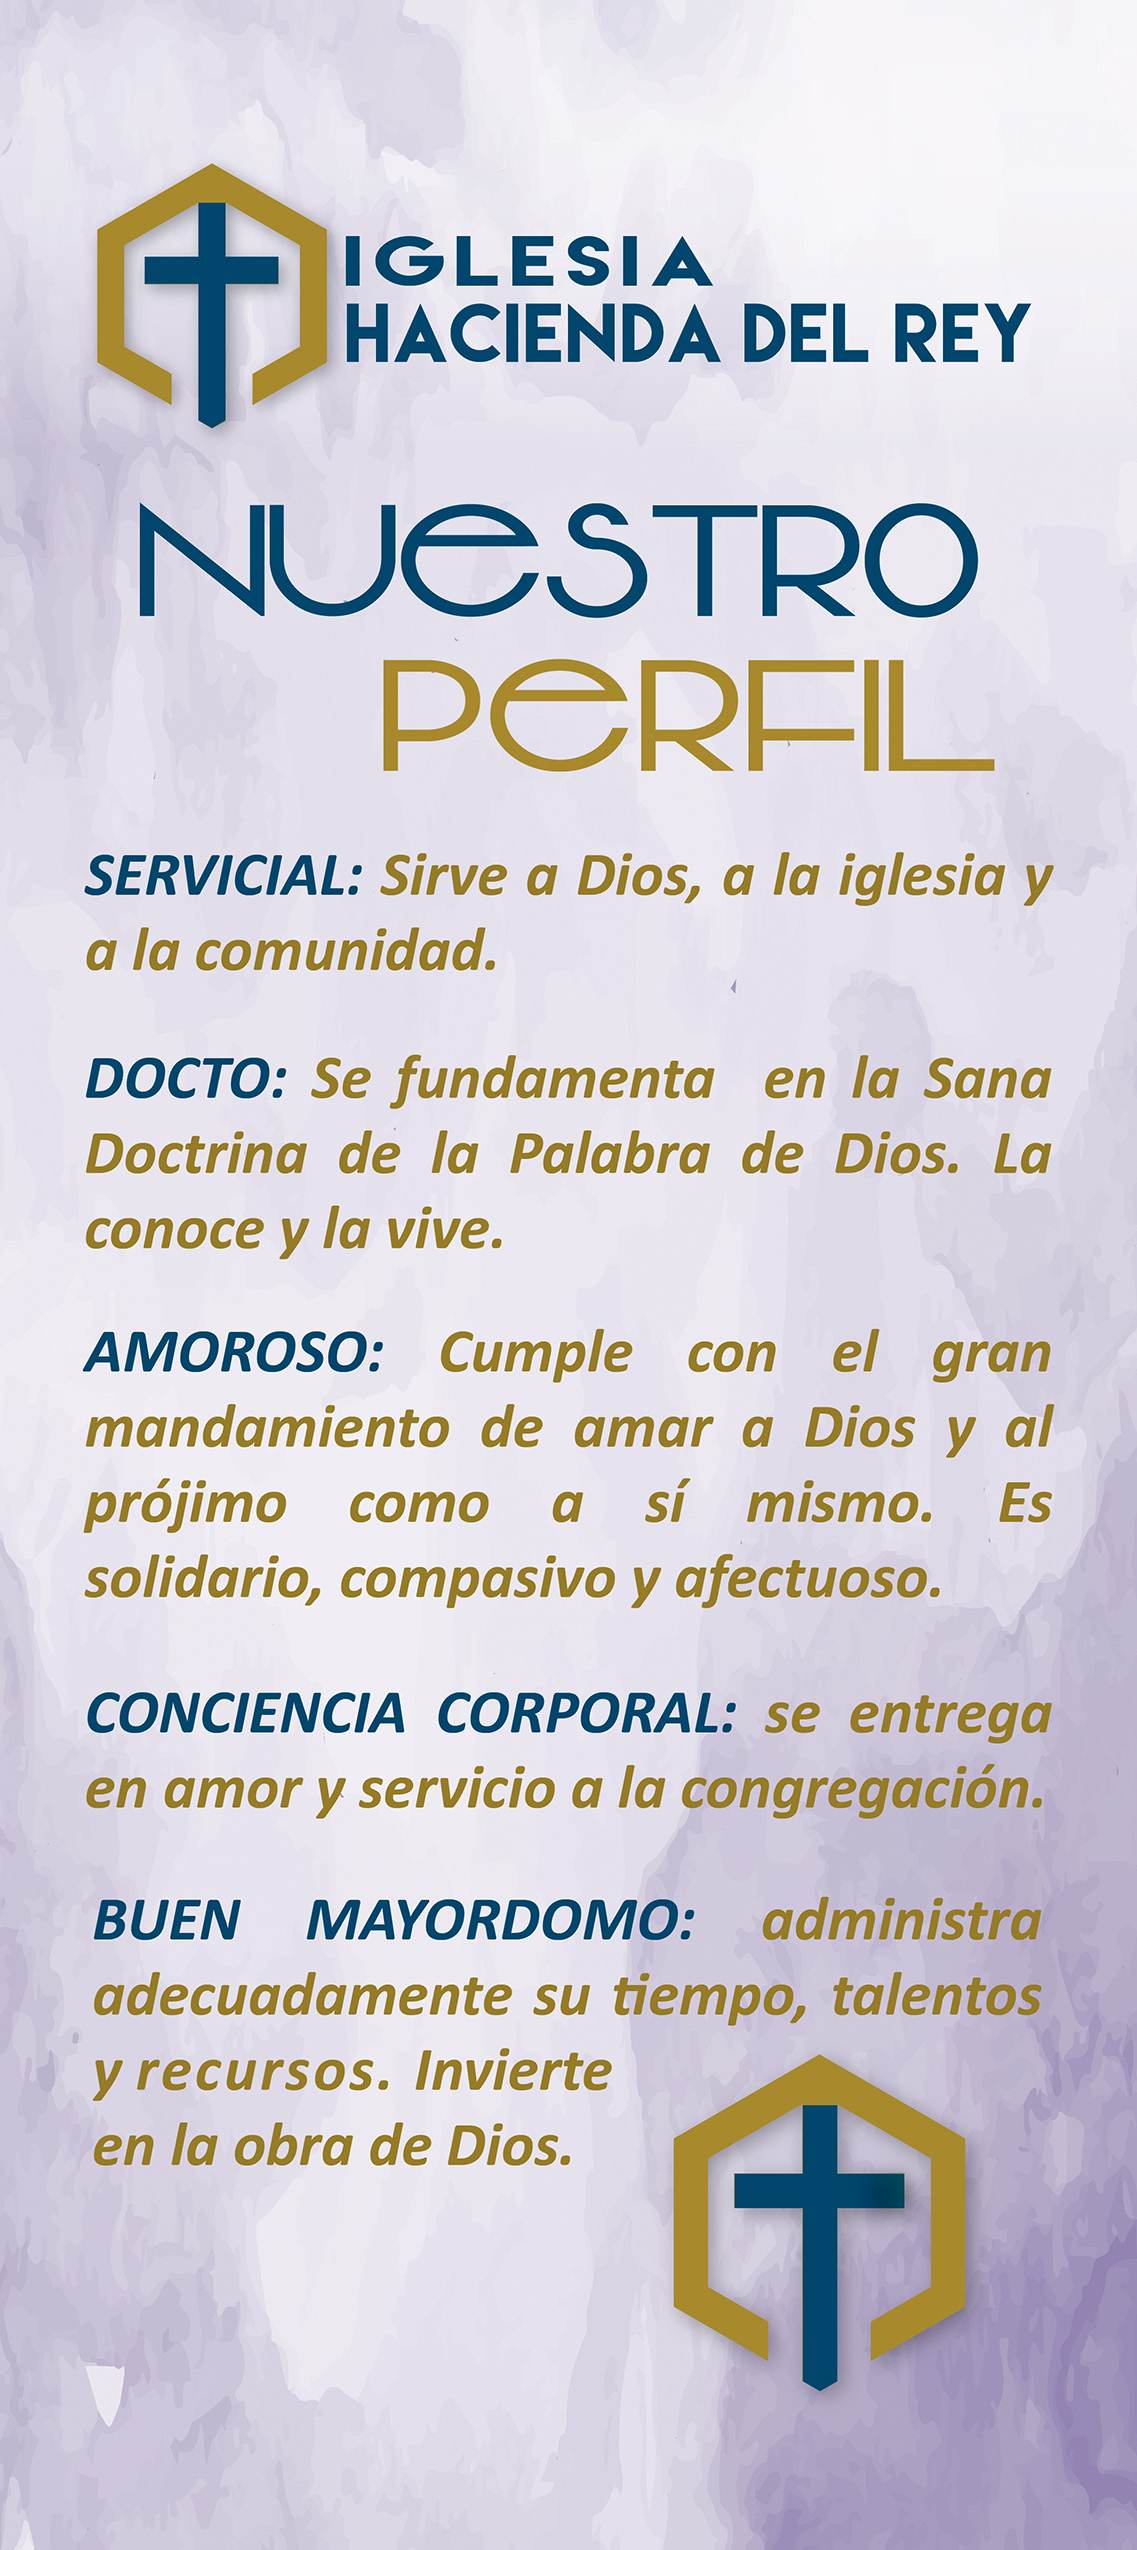 IGLESIA
HACIENDA DEL REY
NUeSTRO
PeRFIL
SERVICIAL: Sirve a Dios, a la iglesia y
a la comunidad.
DOCTO: Se fundamenta en la Sana
Doctrina de la Palabra de Dios. La
conoce y la vive.
AMOROSO: Cumple con el gran
mandamiento de amar a Dios y al
prójimo como a sí mismo. Es
solidario, compasivo y afectuoso.
CONCIENCIA CORPORAL: se entrega
en amor y servicio a la congregación.
BUEN MAYORDOMO: administra
adecuadamente su tiempo, talentos
y recursos. Invierte
en la obra de Dios.